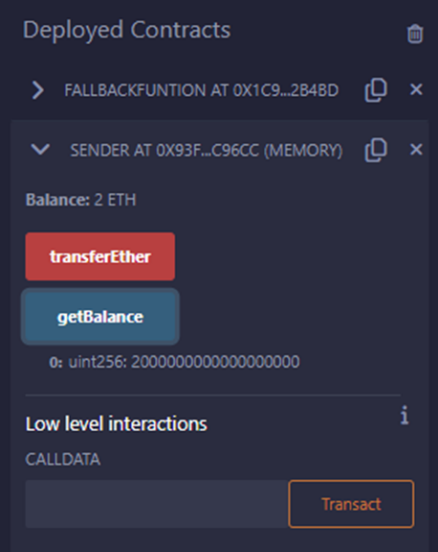 Deployed Contracts
FALLBACKFUNTION AT 0X1C9...2B4BD
SENDER AT 0X93F...C96CC (MEMORY)
Balance: 2 ETH
transferEther
getBalance
0: uint256: 2000000000000000000
Low level interactions
i
CALLDATA
Transact